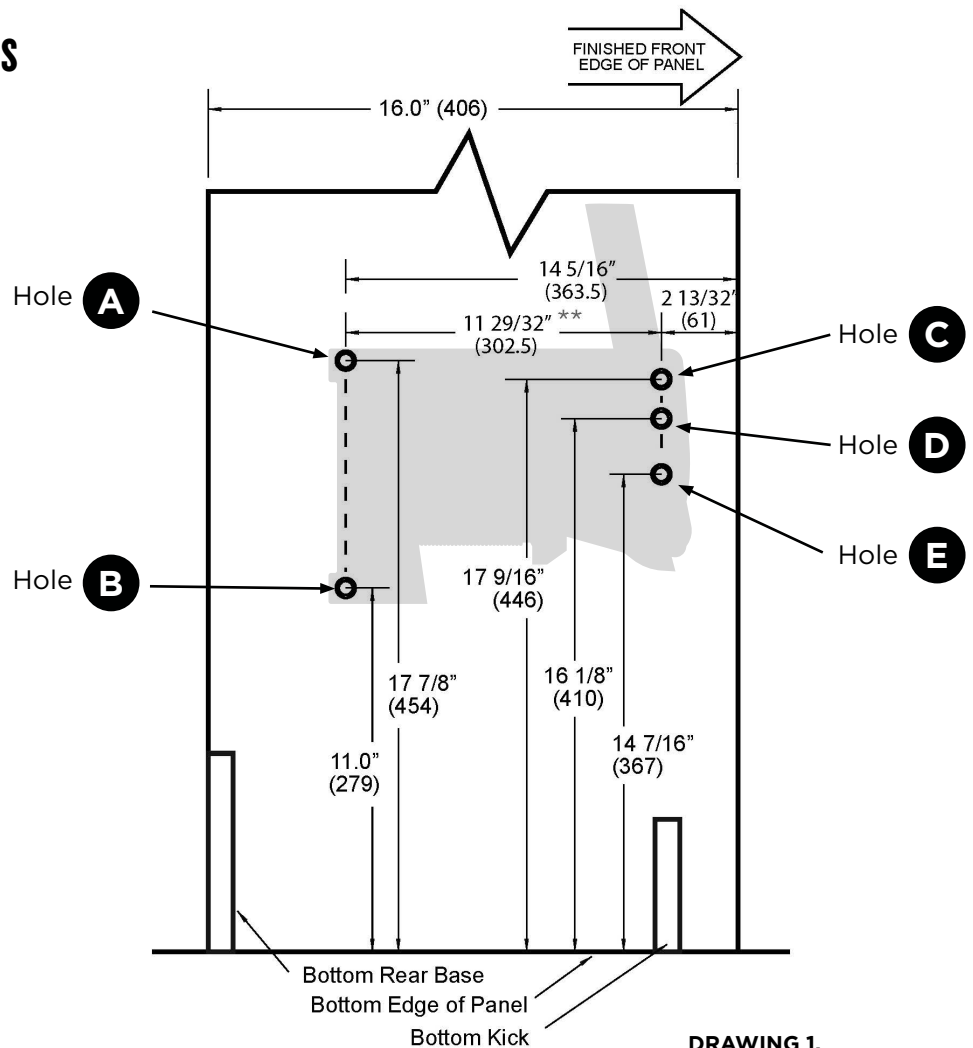 S
FINISHED FRONT
EDGE OF PANEL
16.0” (406)
14 5/16”
(363.5)
2 13/32”
(61)
11 29/32” **
(302.5)
Hole A
Hole C
Hole D
Hole E
Hole B
17 9/16”
(446)
17 7/8”
(454)
16 1/8”
(410)
14 7/16”
(367)
11.0”
(279)
Bottom Rear Base
Bottom Edge of Panel
Bottom Kick
DRAWING 1.